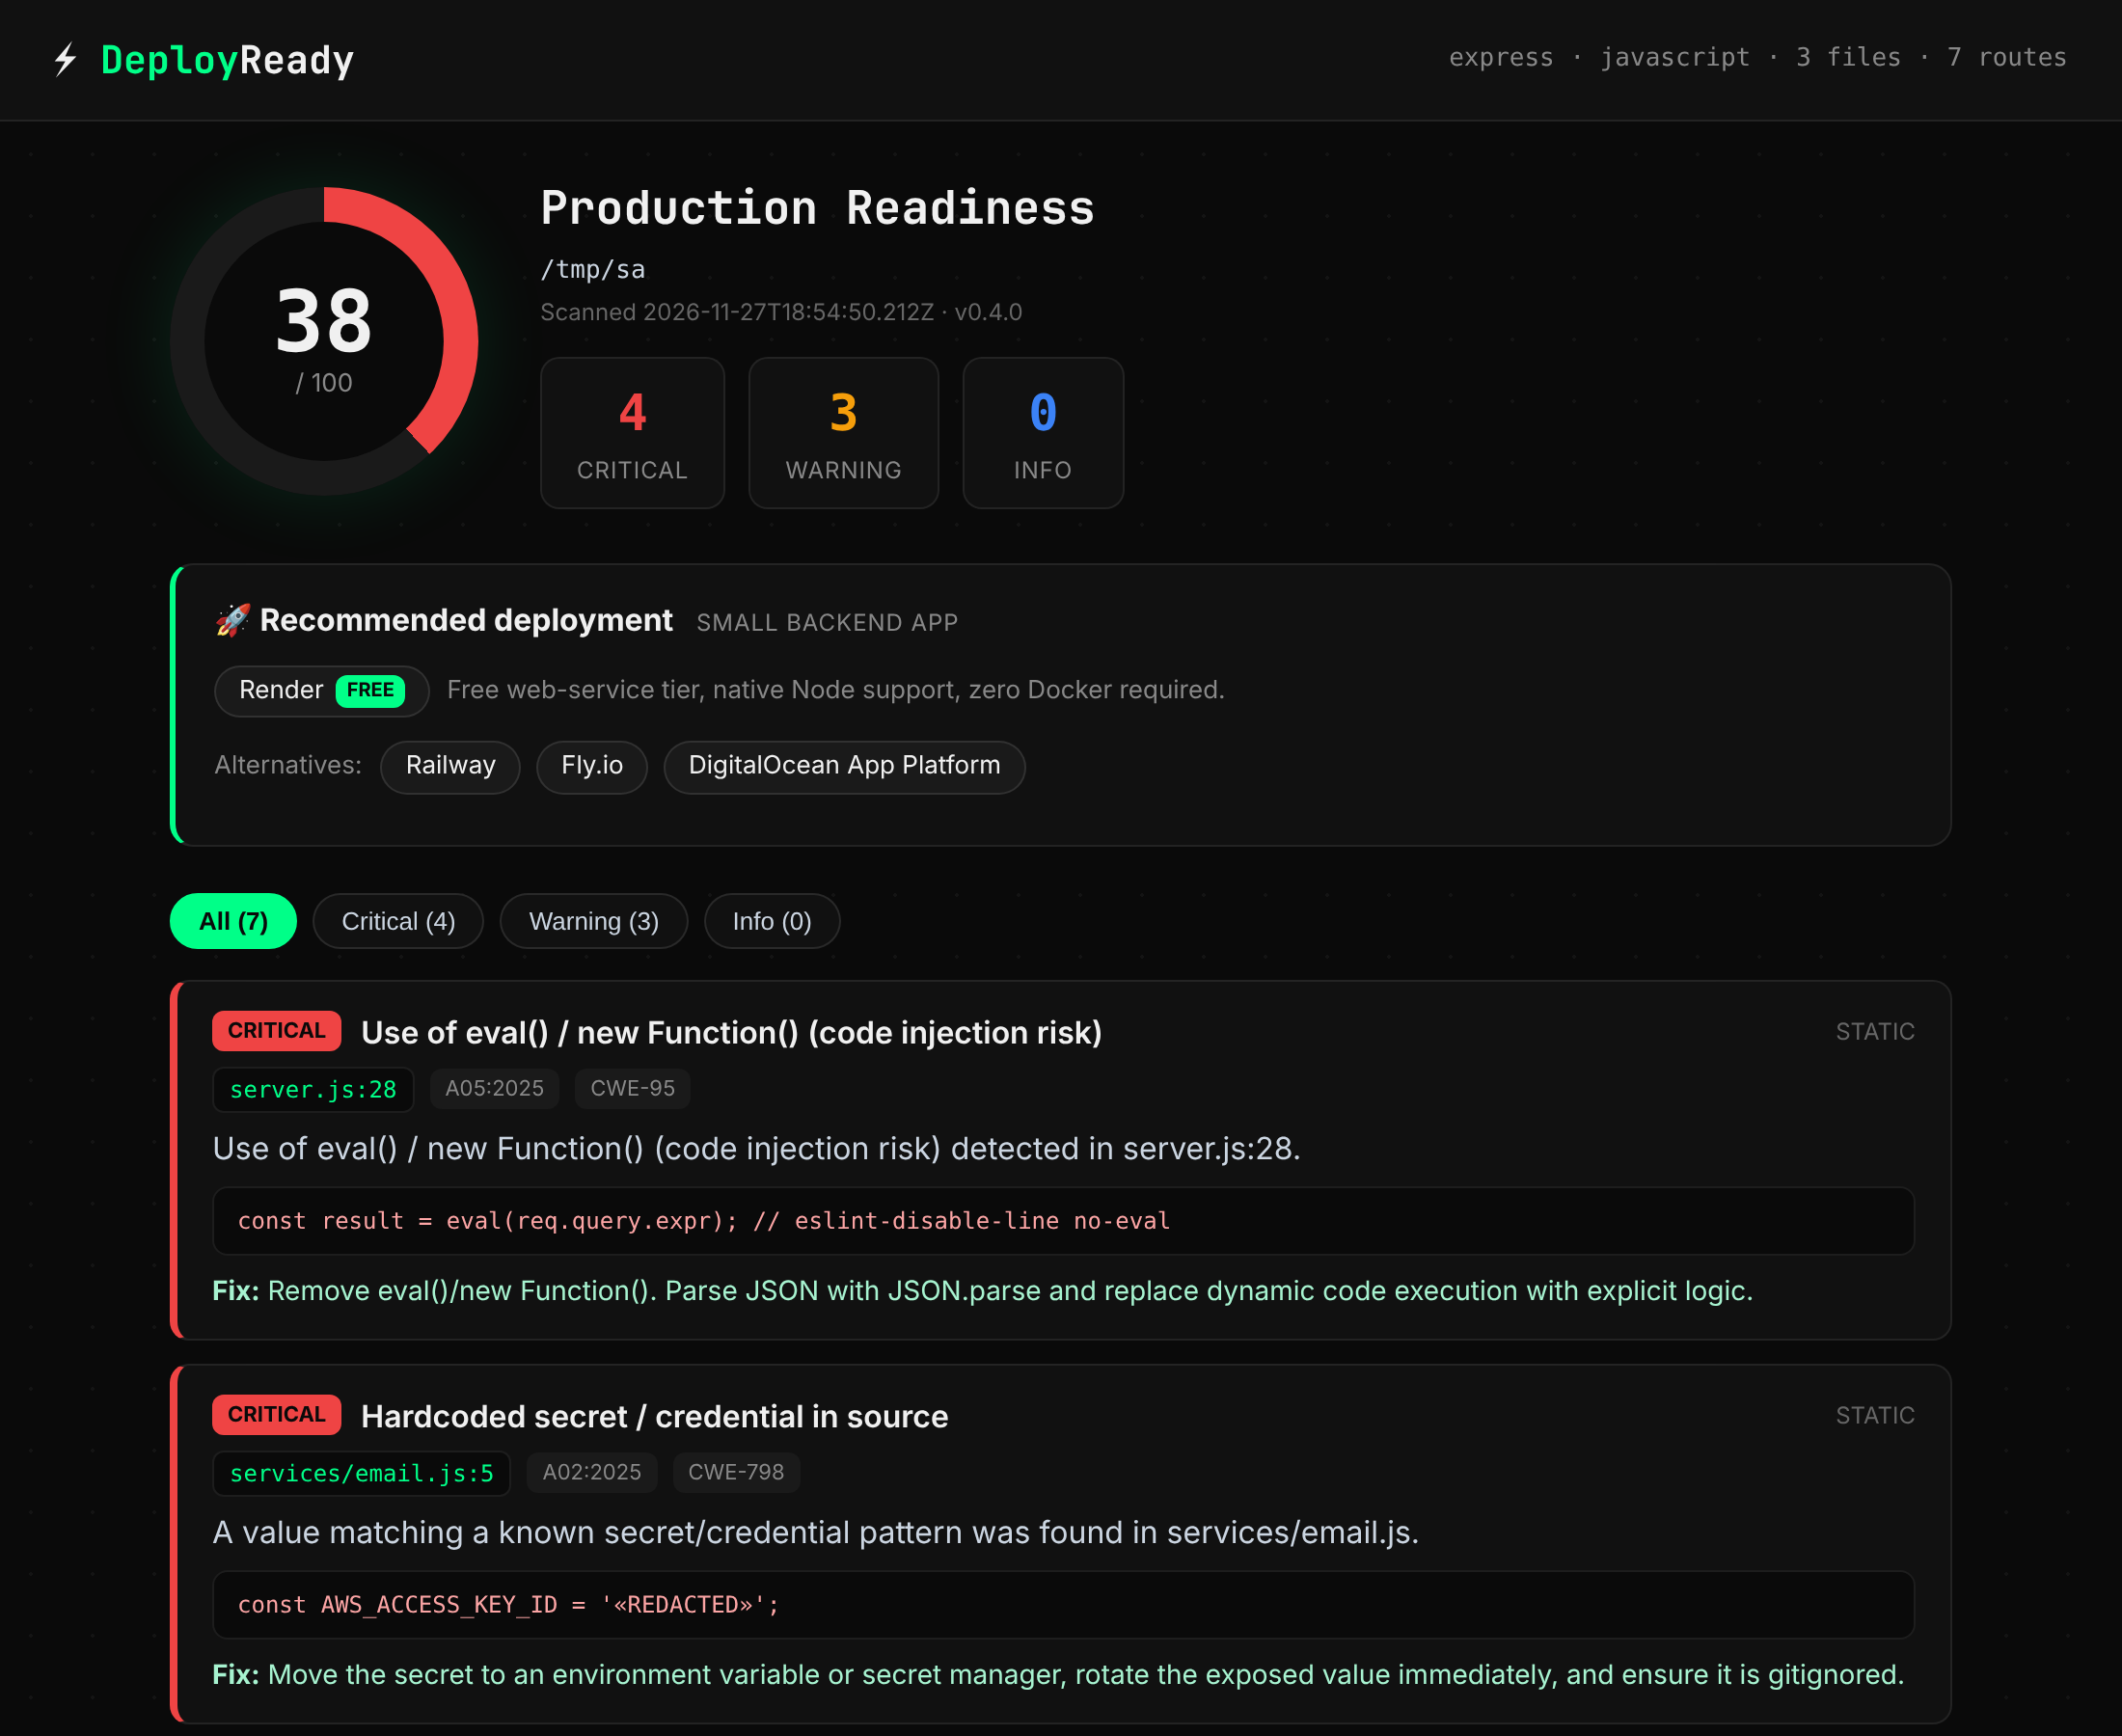 ⚡ DeployReady
express · javascript · 3 files · 7 routes
Production Readiness
/tmp/sa
Scanned 2026-11-27T18:54:50.212Z · v0.4.0
38
/ 100
4
CRITICAL
3
WARNING
0
INFO
🚀 Recommended deployment SMALL BACKEND APP
Render FREE Free web-service tier, native Node support, zero Docker required.
Alternatives: Railway Fly.io DigitalOcean App Platform
All (7) Critical (4) Warning (3) Info (0)
CRITICAL Use of eval() / new Function() (code injection risk) STATIC
server.js:28 A05:2025 CWE-95
Use of eval() / new Function() (code injection risk) detected in server.js:28.
const result = eval(req.query.expr); // eslint-disable-line no-eval
Fix: Remove eval()/new Function(). Parse JSON with JSON.parse and replace dynamic code execution with explicit logic.
CRITICAL Hardcoded secret / credential in source STATIC
services/email.js:5 A02:2025 CWE-798
A value matching a known secret/credential pattern was found in services/email.js.
const AWS_ACCESS_KEY_ID = '«REDACTED»';
Fix: Move the secret to an environment variable or secret manager, rotate the exposed value immediately, and ensure it is gitignored.